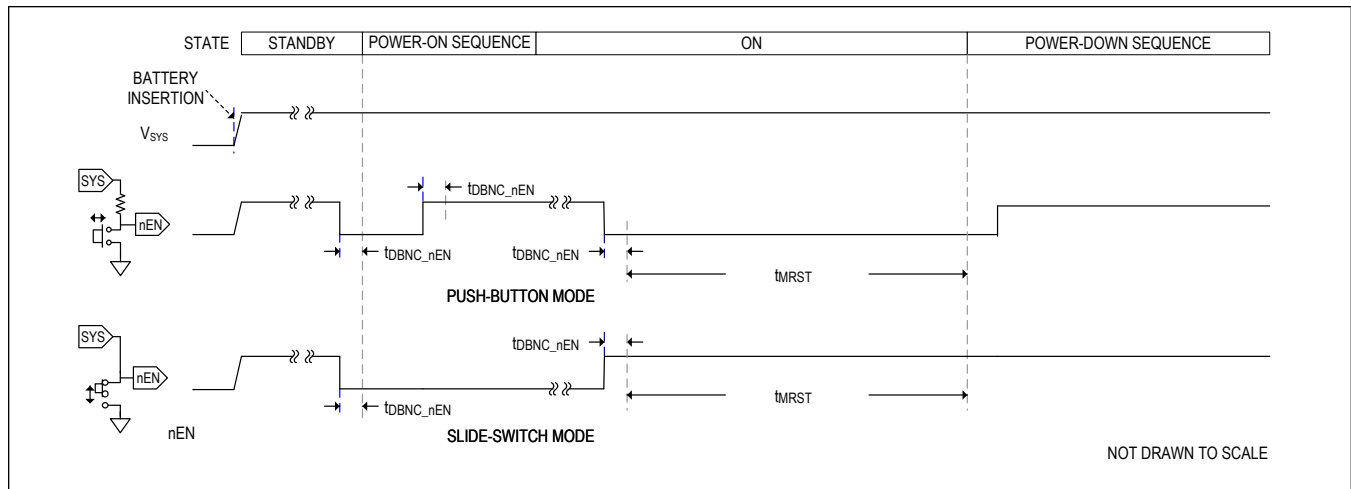 STATE STANDBY POWER-ON SEQUENCE ON POWER-DOWN SEQUENCE
BATTERY
INSERTION
VSYS
SYS
nEN
tDBNC_nEN
tDBNC_nEN tDBNC_nEN
tMRST
PUSH-BUTTON MODE
SYS
nEN
tDBNC_nEN
tDBNC_nEN
tMRST
nEN
SLIDE-SWITCH MODE
NOT DRAWN TO SCALE